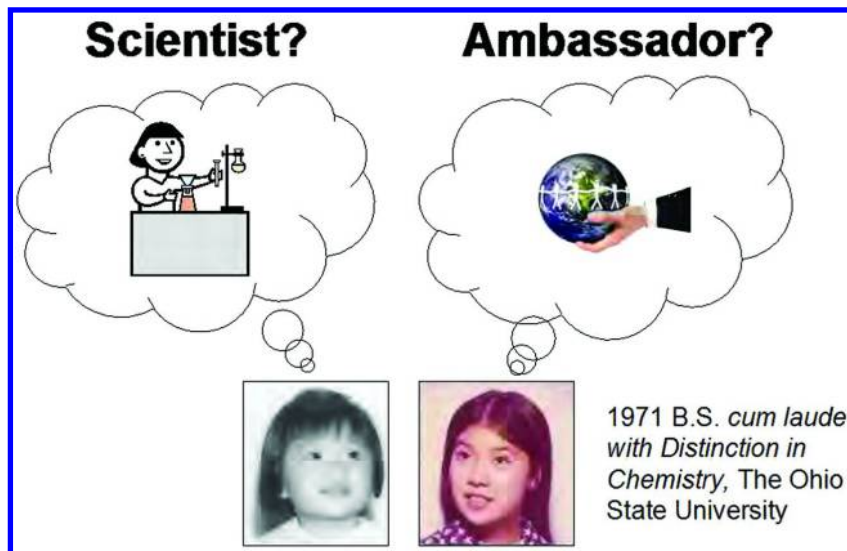 Scientist?
Ambassador?
1971 B.S. cum laude
with Distinction in
Chemistry, The Ohio
State University